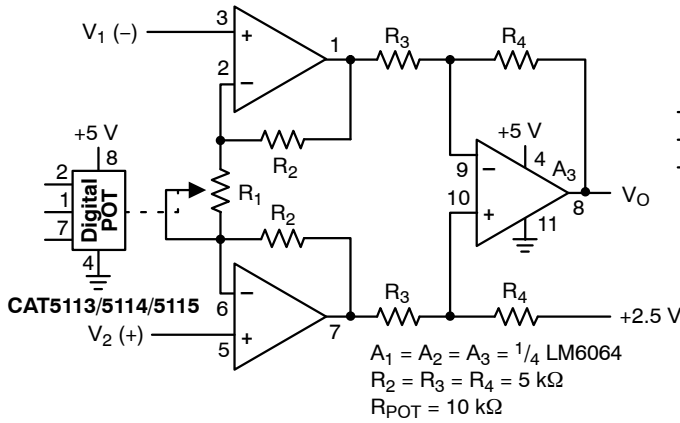 V₁ (–)
3
+
1
2
–
R₃
R₄
R₂
+5 V
8
2
1
7
Digital
POT
4
R₁
R₂
+5 V
4
A₃
9
–
10
+
8
11
V₀
CAT5113/5114/5115
6
–
7
V₂ (+)
5
+
R₃
R₄
+2.5 V
A₁ = A₂ = A₃ = ¹/₄ LM6064
R₂ = R₃ = R₄ = 5 kΩ
R_POT = 10 kΩ